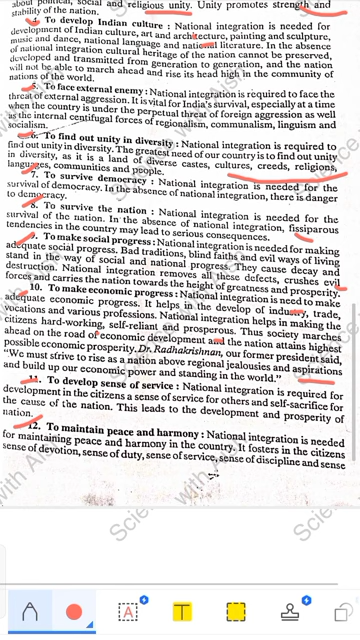 about political, social and religious unity. Unity promotes strength and
stability of the nation.
4. To develop Indian culture : National integration is needed for
development of Indian culture, art and architecture, painting and sculpture,
music and dance, national language and national literature. In the absence
of national integration cultural heritage of the nation cannot be preserved,
developed and transmitted from generation to generation, and the nation
will not be able to march ahead and rise its head high in the community of
nations of the world.
5. To face external enemy : National integration is required to face the
threat of external aggression. It is vital for India's survival, especially at a time
when the country is under the perpetual threat of foreign aggression as well
as the internal centifugal forces of regionalism, communalism, linguism and
socialism.
6. To find out unity in diversity : National integration is required to
find out unity in diversity. The greatest need of our country is to find out unity
in diversity, as it is a land of diverse castes, cultures, creeds, religions,
languages, communities and people.
7. To survive democracy : National integration is needed for the
survival of democracy. In the absence of national integration, there is danger
to democracy.
8. To survive the nation : National integration is needed for the
survival of the nation. In the absence of national integration, fissiparous
tendencies in the country may lead to serious consequences.
9. To make social progress : National integration is needed for making
adequate social progress. Bad traditions, blind faiths and evil ways of living
stand in the way of social and national progress. They cause decay and
destruction. National integration removes all these defects, crushes evil
forces and carries the nation towards the height of greatness and prosperity.
10. To make economic progress : National integration is need to make
adequate economic progress. It helps in the develop of industry, trade,
vocations and various professions. National integration helps in making the
citizens hard-working, self-reliant and prosperous. Thus society marches
ahead on the road of economic development and the nation attains highest
possible economic prosperity. Dr. Radhakrishnan, our former president said,
"We must strive to rise as a nation above regional jealousies and aspirations
and build up our economic power and standing in the world."
11. To develop sense of service : National integration is required for
development in the citizens a sense of service for others and self-sacrifice for
the cause of the nation. This leads to the development and prosperity of
nation.
12. To maintain peace and harmony : National integration is needed
for maintaining peace and harmony in the country. It fosters in the citizens
sense of devotion, sense of duty, sense of service, sense of discipline and sense